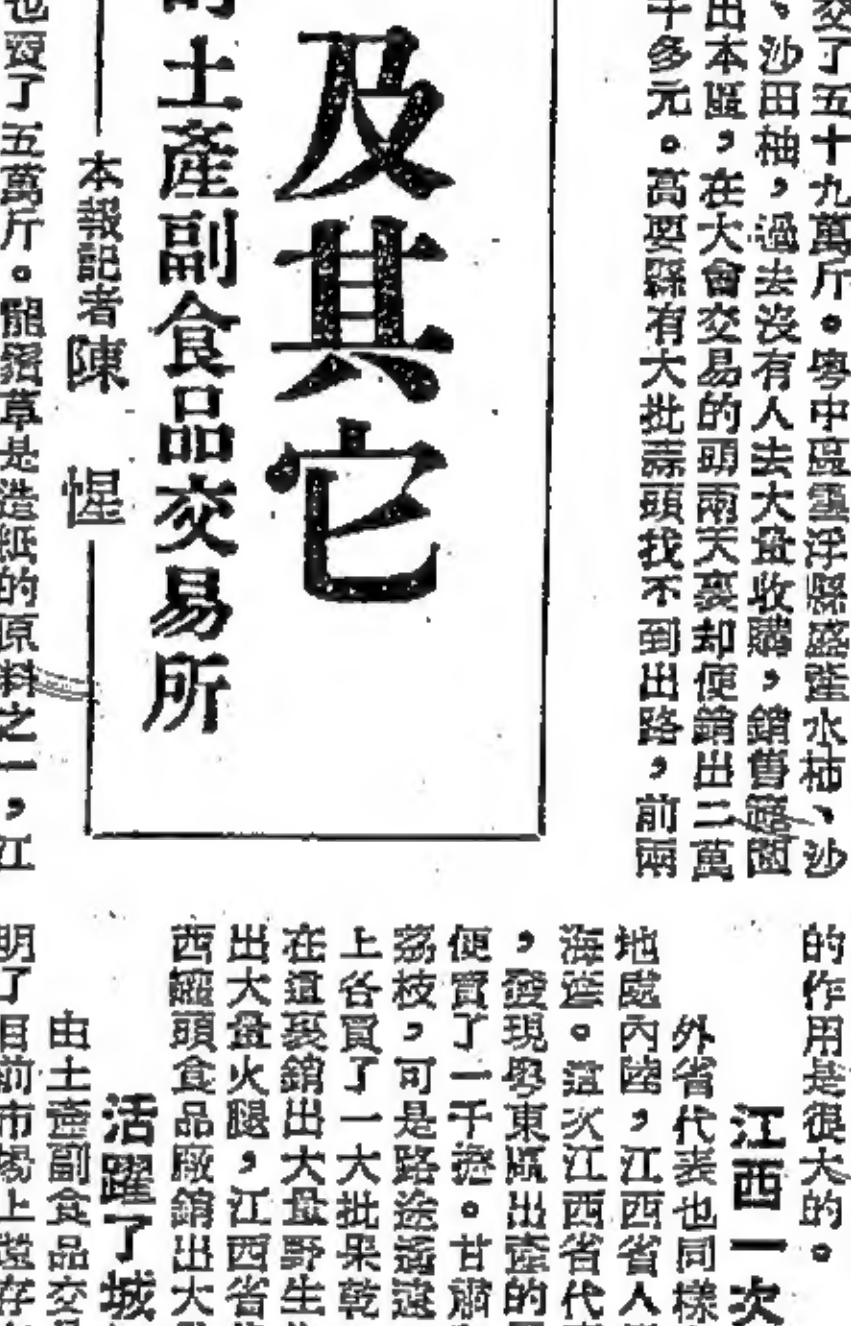 交了五十九萬斤。粵中區雲浮縣盛產水柿、沙
、沙田柚，過去沒有人去大量收購，銷售範圍
出本區，在大會交易的頭兩天裏却便銷出二萬
千多元。高要縣有大批蒜頭找不到出路，前兩
及其它
的土產副食品交易所
本報記者 陳惺
也賣了五萬斤。龍鬚草是造紙的原料之一，江
的作用是很大的。
江西一次
外省代表也同樣
地處內陸，江西省人
海產。這次江西省代
，發現粵東區出產的
便買了一千擔。甘肅
荔枝，可是路途遙遠
上各買了一大批果乾
在這裏銷出大量野生
出大量火腿，江西省
西罐頭食品廠銷出大
活躍了城
由土產副食品交易
明了目前市場上還存